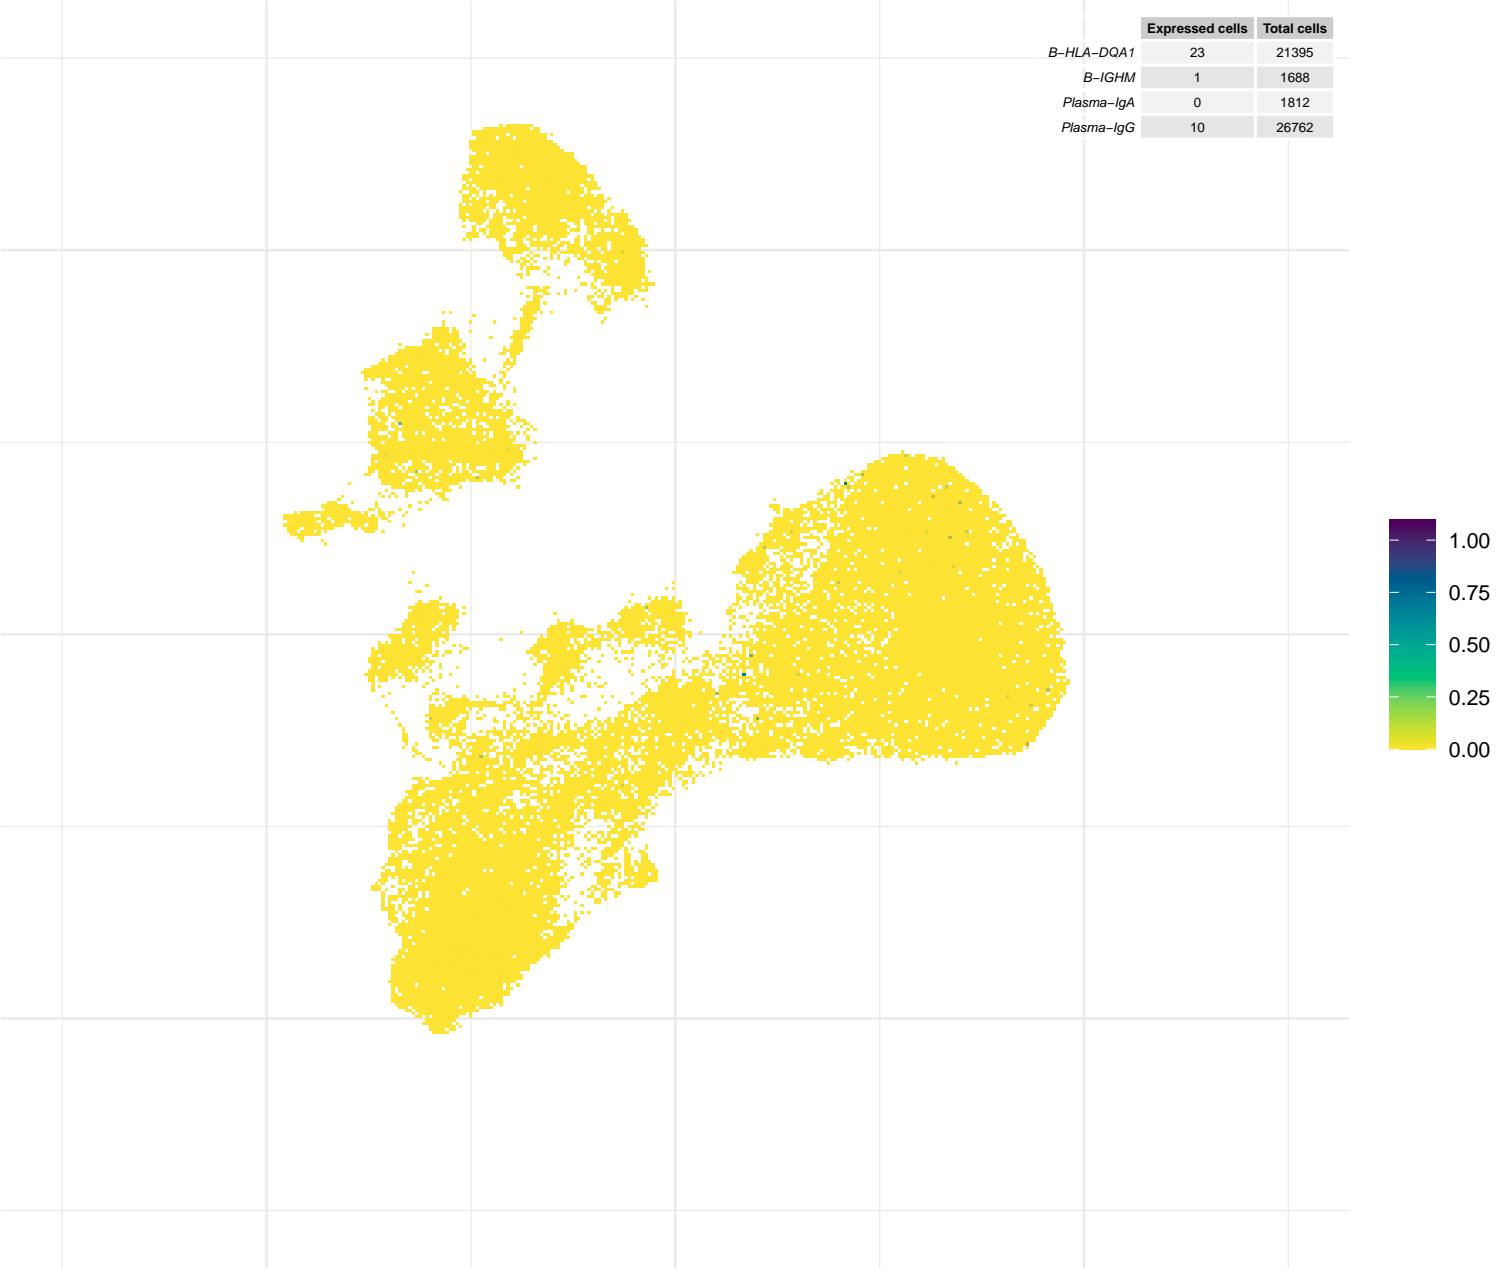 Expressed cells Total cells
B−HLA−DQA1 23 21395
B−IGHM 1 1688
Plasma−IgA 0 1812
Plasma−IgG 10 26762
1.00
0.75
0.50
0.25
0.00